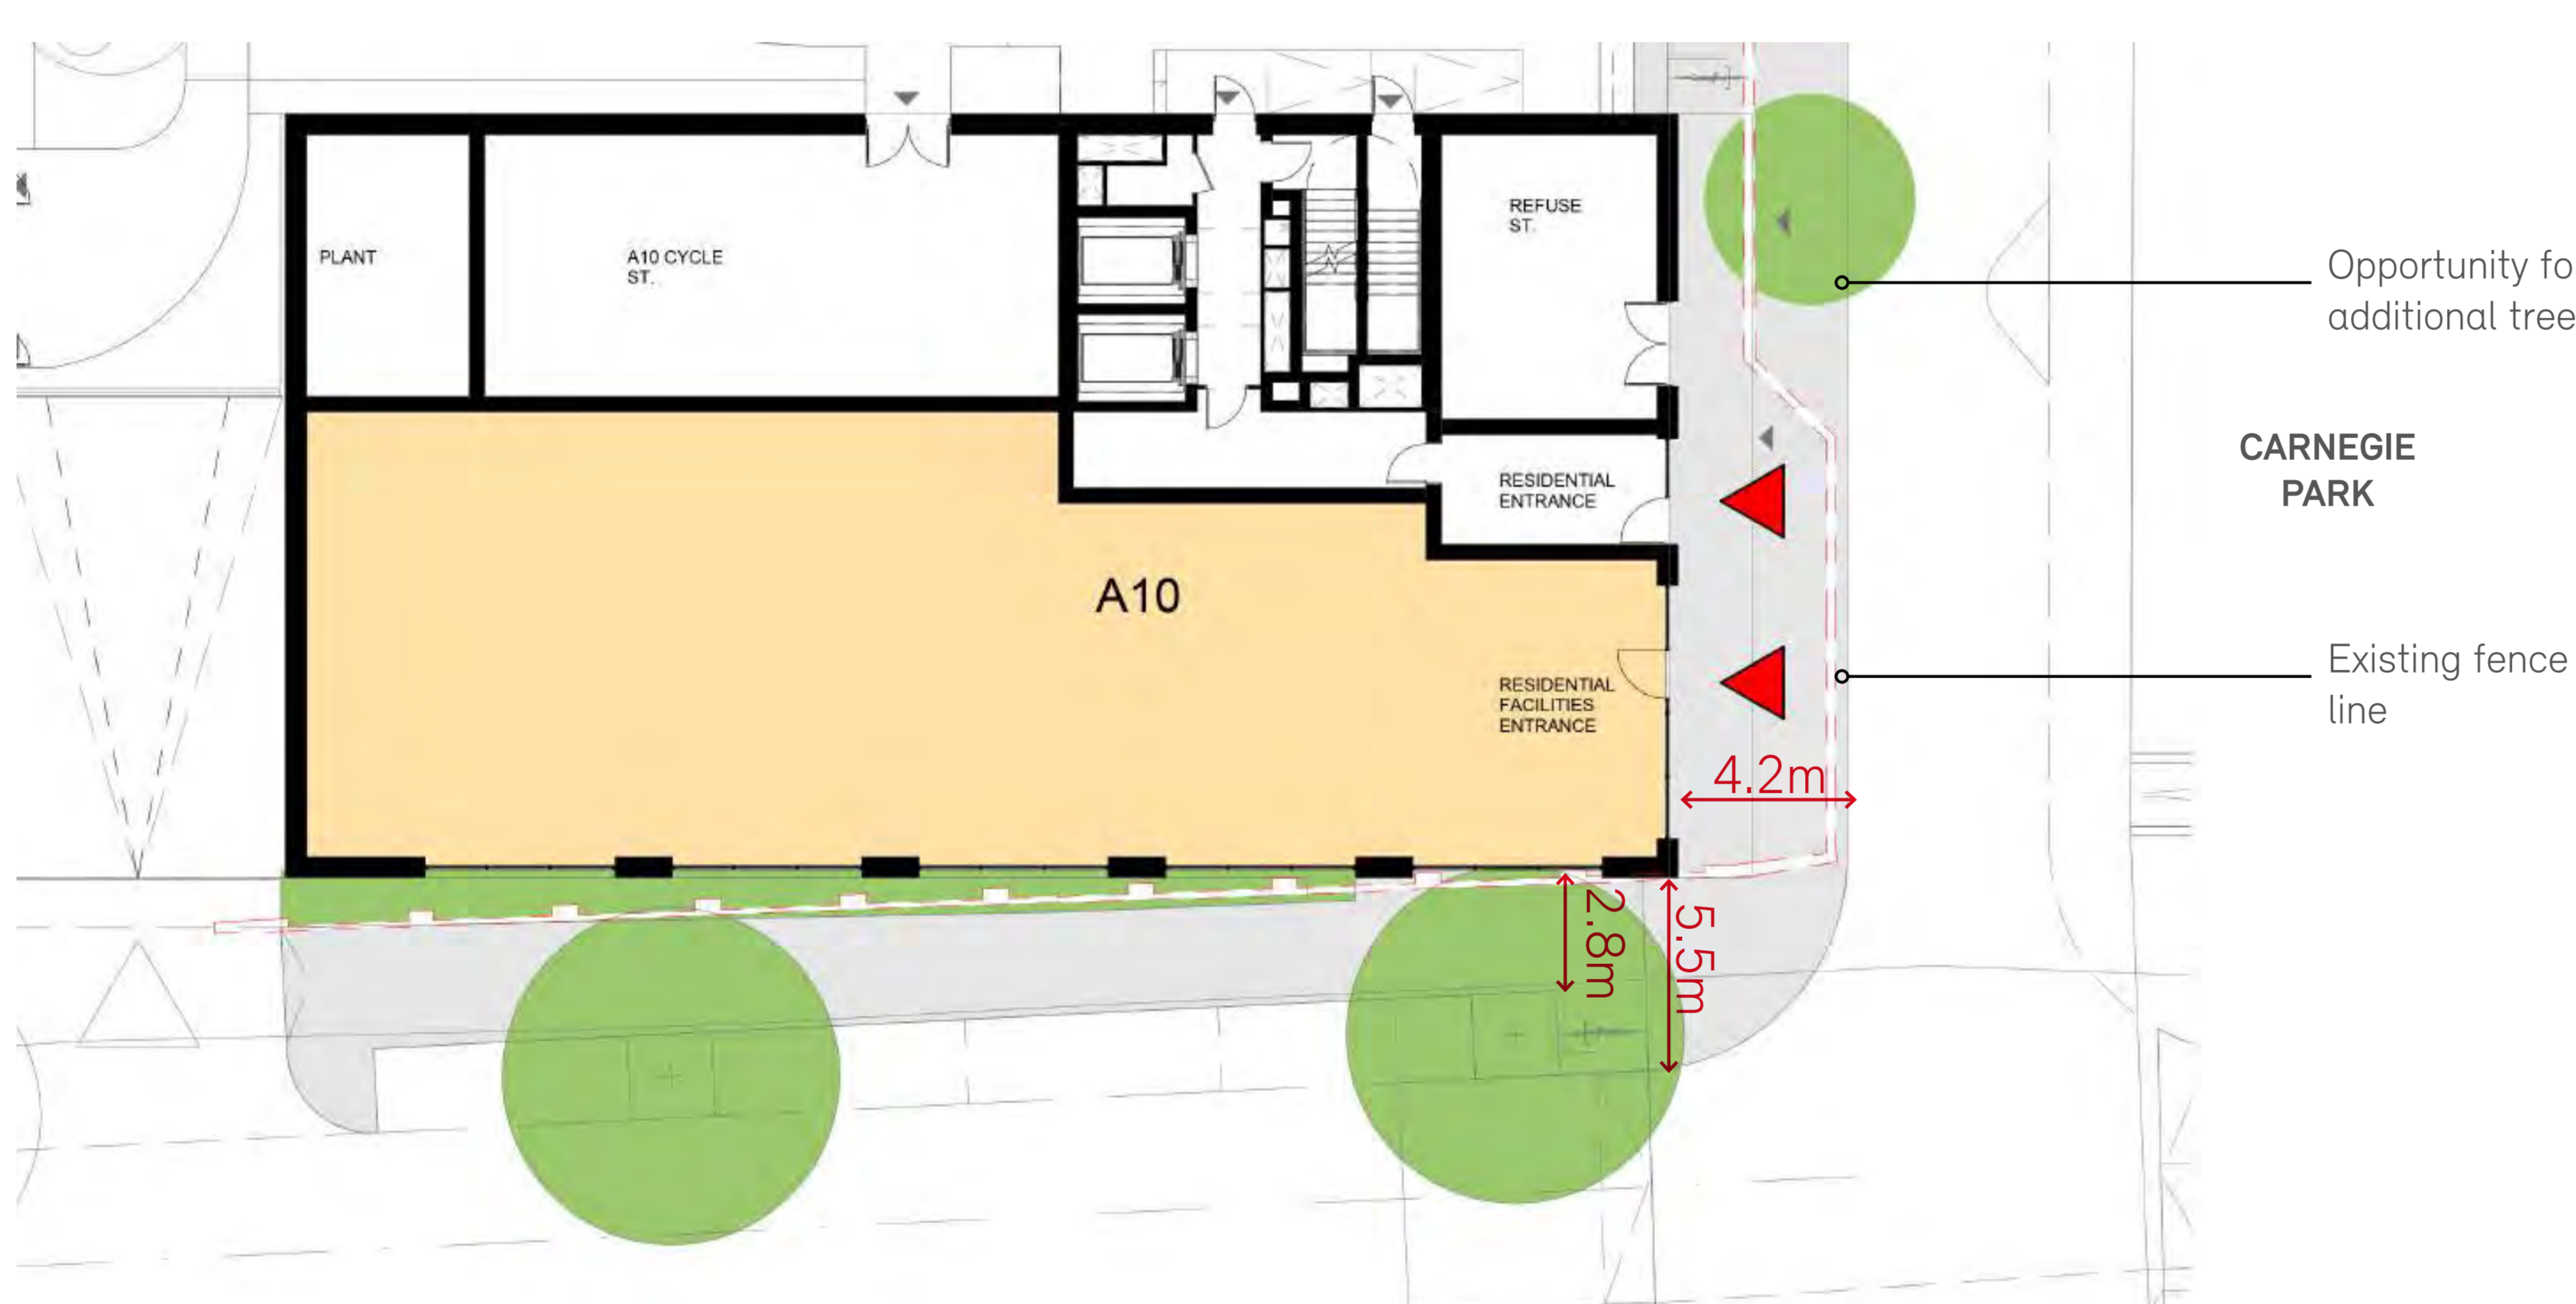 PLANT
A10 CYCLE
ST.
REFUSE
ST.
Opportunity fo
additional tree
CARNEGIE
PARK
RESIDENTIAL
ENTRANCE
A10
RESIDENTIAL
FACILITIES
ENTRANCE
Existing fence
line
4.2m
2.8m
5.5m